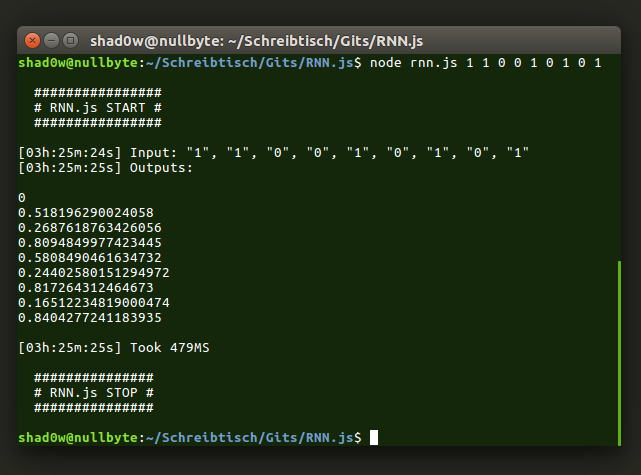 shad0w@nullbyte: ~/Schreibtisch/Gits/RNN.js
shad0w@nullbyte:~/Schreibtisch/Gits/RNN.js$ node rnn.js 1 1 0 0 1 0 1 0 1
################
# RNN.js START #
################
[03h:25m:24s] Input: "1", "1", "0", "0", "1", "0", "1", "0", "1"
[03h:25m:25s] Outputs:
0
0.518196290024058
0.2687618763426056
0.8094849977423445
0.5808490461634732
0.24402580151294972
0.817264312464673
0.16512234819000474
0.8404277241183935
[03h:25m:25s] Took 479MS
###############
# RNN.js STOP #
###############
shad0w@nullbyte:~/Schreibtisch/Gits/RNN.js$